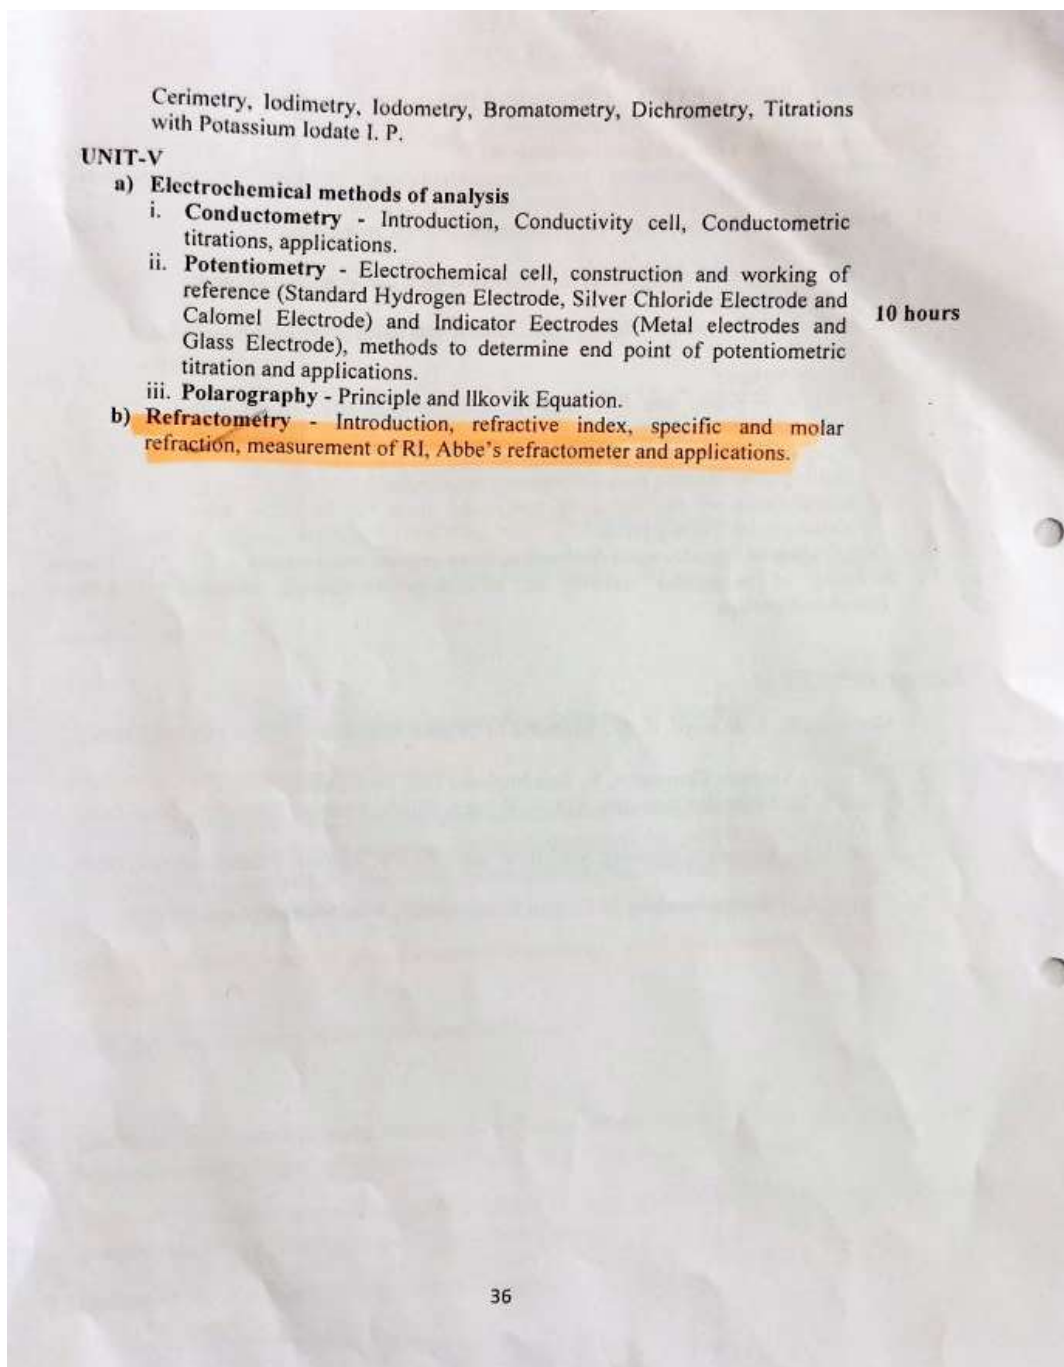 Cerimetry, Iodimetry, Iodometry, Bromatometry, Dichrometry, Titrations
with Potassium Iodate I. P.
UNIT-V
a) Electrochemical methods of analysis
i. Conductometry - Introduction, Conductivity cell, Conductometric
titrations, applications.
ii. Potentiometry - Electrochemical cell, construction and working of
reference (Standard Hydrogen Electrode, Silver Chloride Electrode and
Calomel Electrode) and Indicator Eectrodes (Metal electrodes and
Glass Electrode), methods to determine end point of potentiometric
titration and applications.
10 hours
iii. Polarography - Principle and Ilkovik Equation.
b) Refractometry - Introduction, refractive index, specific and molar
refraction, measurement of RI, Abbe's refractometer and applications.
36